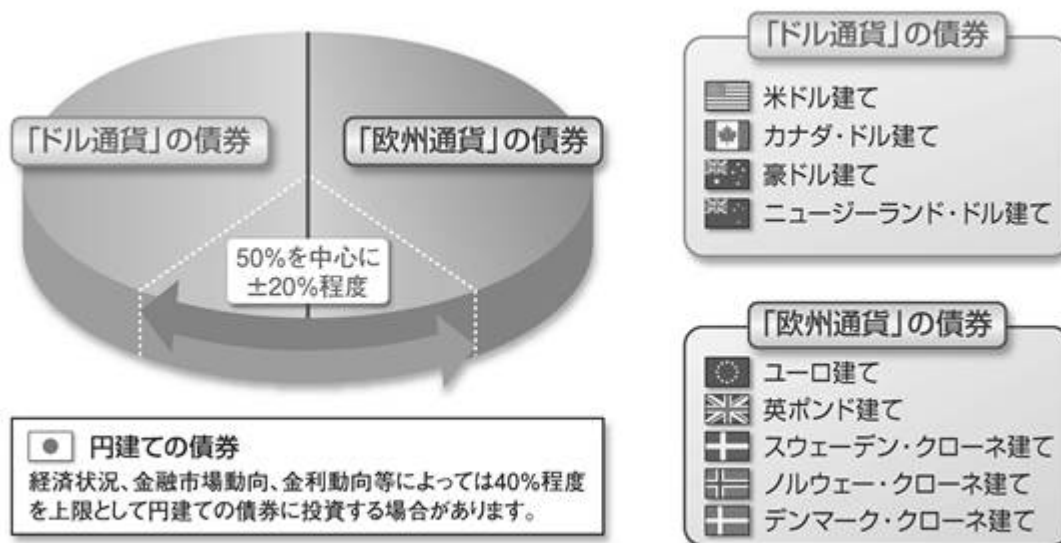 「ドル通貨」の債券
「欧州通貨」の債券
50%を中心に
±20%程度
円建ての債券
経済状況、金融市場動向、金利動向等によっては40%程度
を上限として円建ての債券に投資する場合があります。
「ドル通貨」の債券
米ドル建て
カナダ・ドル建て
豪ドル建て
ニュージーランド・ドル建て
「欧州通貨」の債券
ユーロ建て
英ポンド建て
スウェーデン・クローネ建て
ノルウェー・クローネ建て
デンマーク・クローネ建て